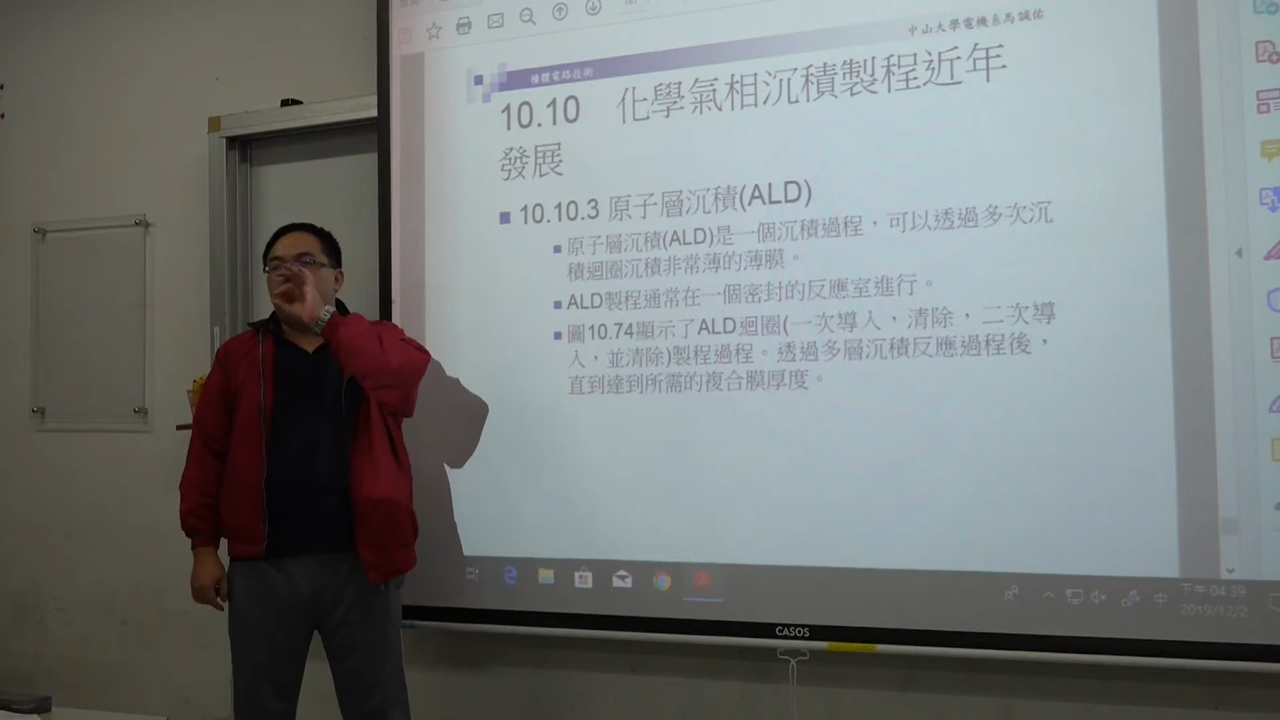 中山大學電機系馬誠佑
積體電路技術
10.10 化學氣相沉積製程近年
發展
10.10.3 原子層沉積(ALD)
原子層沉積(ALD)是一個沉積過程，可以透過多次沉
積迴圈沉積非常薄的薄膜。
ALD製程通常在一個密封的反應室進行。
圖10.74顯示了ALD迴圈(一次導入，清除，二次導
入，並清除)製程過程。透過多層沉積反應過程後，
直到達到所需的複合膜厚度。
中
下午 04:39
2019/12/2
CASOS